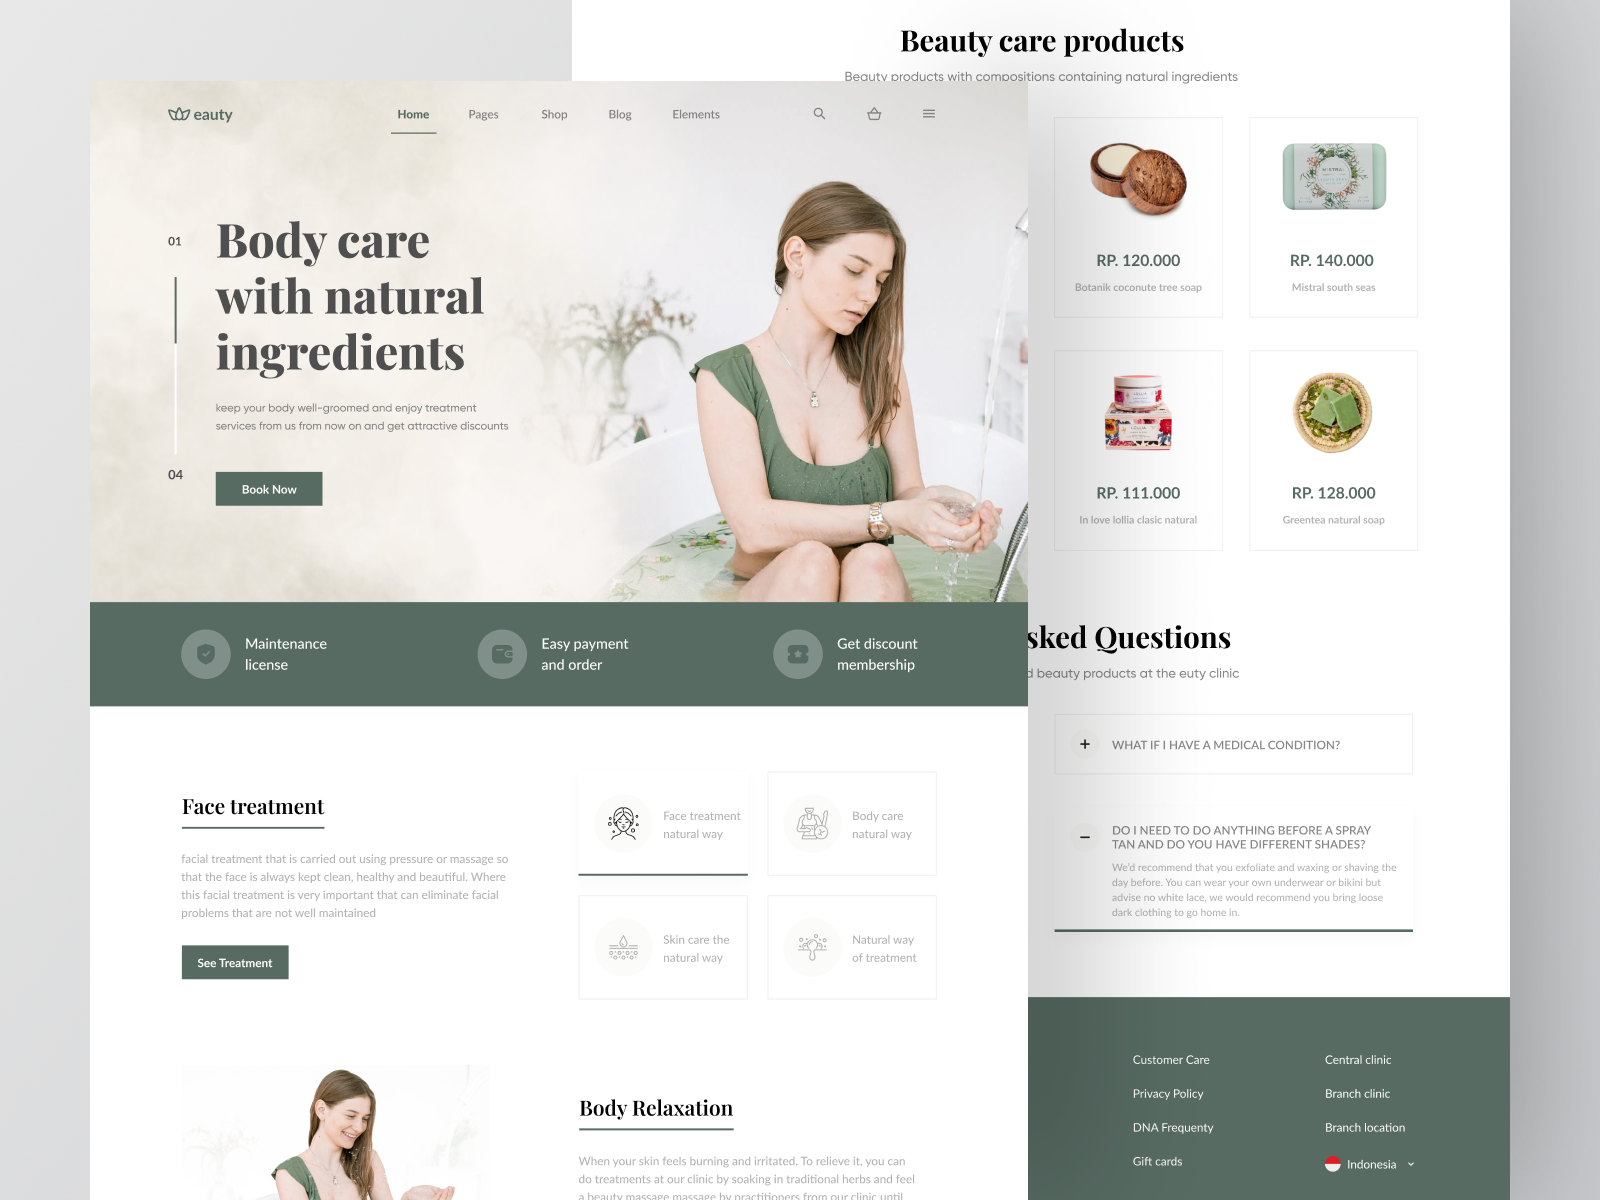 Beauty care products
Beauty products with compositions containing natural ingredients
eauty
Home
Pages
Shop
Blog
Elements
01
04
Body care
with natural
ingredients
keep your body well-groomed and enjoy treatment
services from us from now on and get attractive discounts
Book Now
MISTRAL
RP. 120.000
Botanik coconute tree soap
RP. 140.000
Mistral south seas
LOLLIA
RP. 111.000
In love lollia clasic natural
RP. 128.000
Greentea natural soap
Maintenance
license
Easy payment
and order
Get discount
membership
sked Questions
d beauty products at the euty clinic
WHAT IF I HAVE A MEDICAL CONDITION?
DO I NEED TO DO ANYTHING BEFORE A SPRAY
TAN AND DO YOU HAVE DIFFERENT SHADES?
We'd recommend that you exfoliate and waxing or shaving the
day before. You can wear your own underwear or bikini but
advise no white lace, we would recommend you bring loose
dark clothing to go home in.
Face treatment
facial treatment that is carried out using pressure or massage so
that the face is always kept clean, healthy and beautiful. Where
this facial treatment is very important that can eliminate facial
problems that are not well maintained
See Treatment
Face treatment
natural way
Body care
natural way
Skin care the
natural way
Natural way
of treatment
Body Relaxation
When your skin feels burning and irritated. To relieve it, you can
do treatments at our clinic by soaking in traditional herbs and feel
a beauty massage massage by practitioners from our clinic until
Customer Care
Privacy Policy
DNA Frequenty
Gift cards
Central clinic
Branch clinic
Branch location
Indonesia